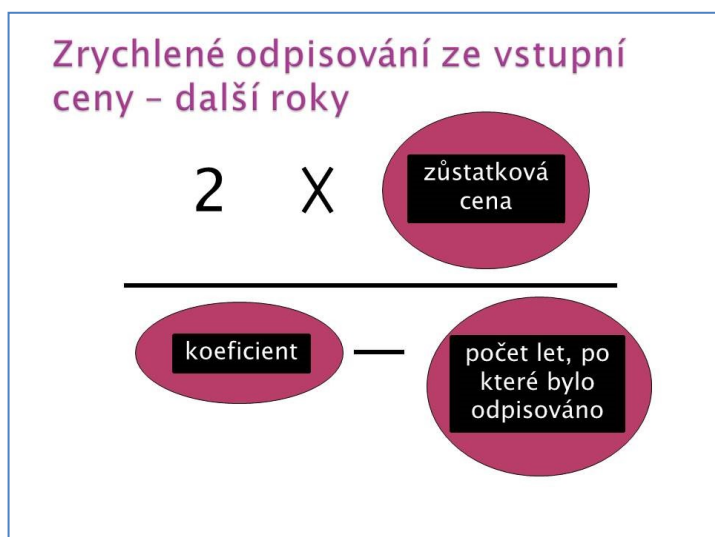 Zrychlené odpisování ze vstupní
ceny – další roky
2 X zůstatková
cena
koeficient — počet let, po
které bylo
odpisováno